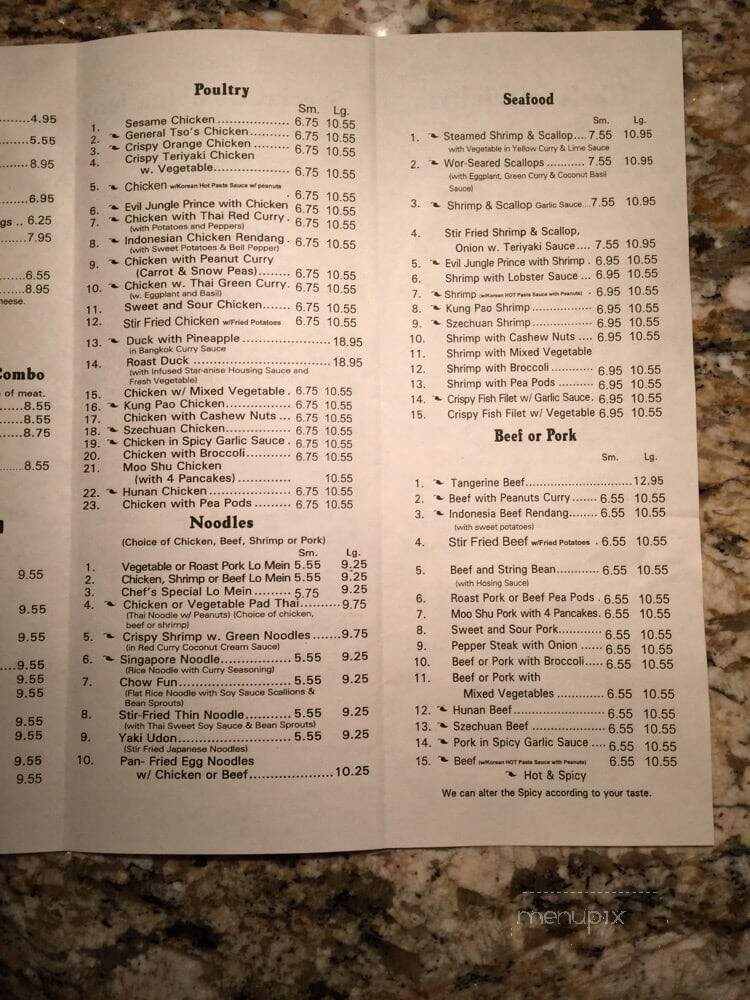 ....4.95
....5.55
....8.95
....6.95
gs .. 6.25
....7.95
....6.55
....8.95
heese.
Combo
e of meat.
....8.55
....8.55
....8.75
....8.55
9.55
9.55
9.55
....9.55
9.55
9.55
9.55
9.55
9.55
9.55
Poultry
Sm. Lg.
1. Sesame Chicken .................. 6.75 10.55
2. General Tso's Chicken.......... 6.75 10.55
3. Crispy Orange Chicken ........ 6.75 10.55
4. Crispy Teriyaki Chicken
w. Vegetable................... 6.75 10.55
5. Chicken w/Korean Hot Paste Sauce w/ peanuts
. 6.75 10.55
6. Evil Jungle Prince with Chicken 6.75 10.55
7. Chicken with Thai Red Curry . 6.75 10.55
(with Potatoes and Peppers)
8. Indonesian Chicken Rendang . 6.75 10.55
(with Sweet Potatoes & Bell Pepper)
9. Chicken with Peanut Curry
(Carrot & Snow Peas)........ 6.75 10.55
10. Chicken w. Thai Green Curry. 6.75 10.55
(w. Eggplant and Basil)
11. Sweet and Sour Chicken...... 6.75 10.55
12. Stir Fried Chicken w/Fried Potatoes 6.75 10.55
13. Duck with Pineapple ......................18.95
in Bangkok Curry Sauce
14. Roast Duck .................................18.95
(with Infused Star-anise Housing Sauce and
Fresh Vegetable)
15. Chicken w/ Mixed Vegetable . 6.75 10.55
16. Kung Pao Chicken............... 6.75 10.55
17. Chicken with Cashew Nuts ... 6.75 10.55
18. Szechuan Chicken............... 6.75 10.55
19. Chicken in Spicy Garlic Sauce . 6.75 10.55
20. Chicken with Broccoli........... 6.75 10.55
21. Moo Shu Chicken
(with 4 Pancakes) ............. 10.55
22. Hunan Chicken ................... 6.75 10.55
23. Chicken with Pea Pods ........ 6.75 10.55
Noodles
(Choice of Chicken, Beef, Shrimp or Pork)
Sm. Lg.
1. Vegetable or Roast Pork Lo Mein 5.55 9.25
2. Chicken, Shrimp or Beef Lo Mein 5.55 9.25
3. Chef's Special Lo Mein ......... 5.75 9.25
4. Chicken or Vegetable Pad Thai..........9.75
(Thai Noodle w/ Peanuts) (Choice of chicken,
beef or shrimp)
5. Crispy Shrimp w. Green Noodles .......9.75
(in Red Curry Coconut Cream Sauce)
6. Singapore Noodle................. 5.55 9.25
(Rice Noodle with Curry Seasoning)
7. Chow Fun........................... 5.55 9.25
(Flat Rice Noodle with Soy Sauce Scallions &
Bean Sprouts)
8. Stir-Fried Thin Noodle........... 5.55 9.25
(with Thai Sweet Soy Sauce & Bean Sprouts)
9. Yaki Udon........................... 5.55 9.25
(Stir Fried Japanese Noodles)
10. Pan- Fried Egg Noodles
w/ Chicken or Beef....................10.25
Seafood
Sm. Lg.
1. Steamed Shrimp & Scallop.... 7.55 10.95
with Vegetable in Yellow Curry & Lime Sauce
2. Wor-Seared Scallops ........... 7.55 10.95
(with Eggplant, Green Curry & Coconut Basil
Sauce)
3. Shrimp & Scallop Garlic Sauce....7.55 10.95
4. Stir Fried Shrimp & Scallop,
Onion w. Teriyaki Sauce.... 7.55 10.95
5. Evil Jungle Prince with Shrimp . 6.95 10.55
6. Shrimp with Lobster Sauce ... 6.95 10.55
7. Shrimp (w/Korean HOT Paste Sauce with Peanuts) . 6.95 10.55
8. Kung Pao Shrimp................. 6.95 10.55
9. Szechuan Shrimp................. 6.95 10.55
10. Shrimp with Cashew Nuts .... 6.95 10.55
11. Shrimp with Mixed Vegetable
12. Shrimp with Broccoli ............ 6.95 10.55
13. Shrimp with Pea Pods .......... 6.95 10.55
14. Crispy Fish Filet w/ Garlic Sauce. 6.95 10.55
15. Crispy Fish Filet w/ Vegetable 6.95 10.55
Beef or Pork
Sm. Lg.
1. Tangerine Beef...............................12.95
2. Beef with Peanuts Curry ....... 6.55 10.55
3. Indonesia Beef Rendang........ 6.55 10.55
(with sweet potatoes)
4. Stir Fried Beef w/Fried Potatoes . 6.55 10.55
5. Beef and String Bean............ 6.55 10.55
(with Hosing Sauce)
6. Roast Pork or Beef Pea Pods . 6.55 10.55
7. Moo Shu Pork with 4 Pancakes. 6.55 10.55
8. Sweet and Sour Pork............ 6.55 10.55
9. Pepper Steak with Onion ...... 6.55 10.55
10. Beef or Pork with Broccoli..... 6.55 10.55
11. Beef or Pork with
Mixed Vegetables ............. 6.55 10.55
12. Hunan Beef ........................ 6.55 10.55
13. Szechuan Beef .................... 6.55 10.55
14. Pork in Spicy Garlic Sauce .... 6.55 10.55
15. Beef (w/Korean HOT Paste Sauce with Peanuts) 6.55 10.55
Hot & Spicy
We can alter the Spicy according to your taste.
menupix